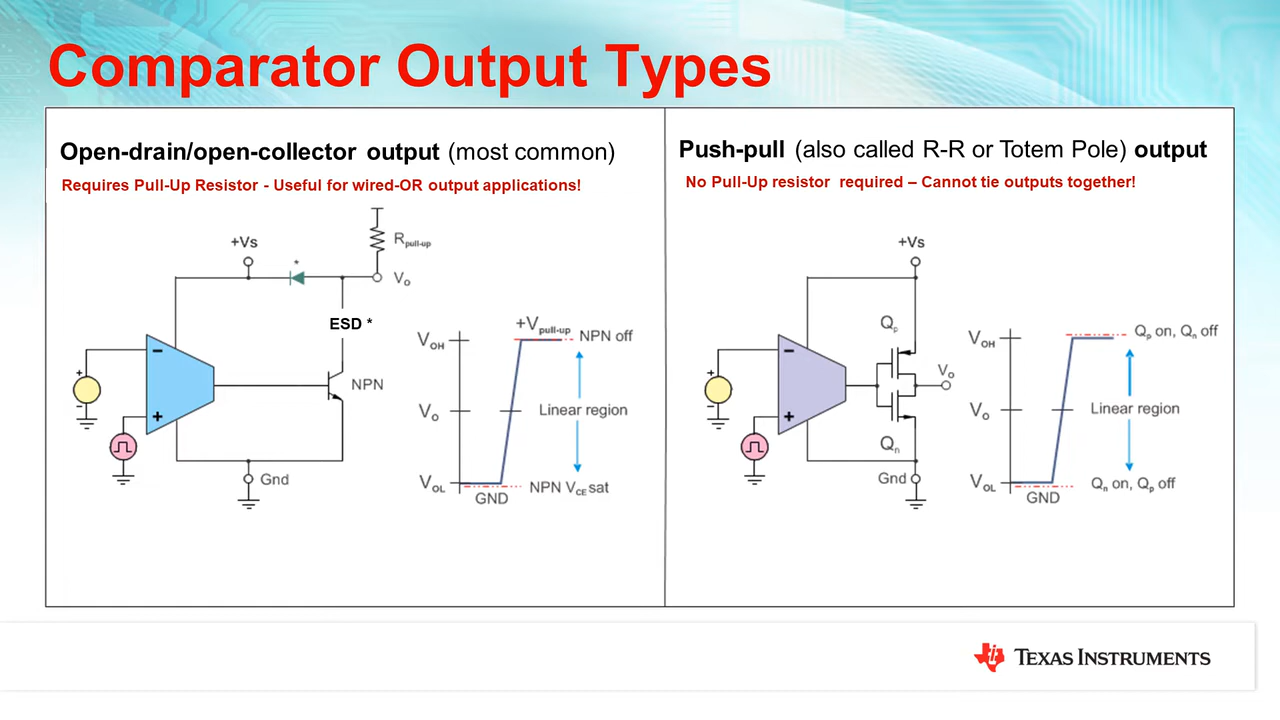 Comparator Output Types
Open-drain/open-collector output (most common)
Requires Pull-Up Resistor - Useful for wired-OR output applications!
+Vs
*
Rpull-up
Vo
ESD *
NPN
−
+
+
-
Gnd
+Vpull-up
NPN off
VOH
Vo
Linear region
VOL
GND
NPN VCE sat
Push-pull (also called R-R or Totem Pole) output
No Pull-Up resistor required – Cannot tie outputs together!
+Vs
Qp
Vo
−
+
+
-
Qn
Gnd
VOH
Qp on, Qn off
Vo
Linear region
VOL
GND
Qn on, Qp off
ti
TEXAS INSTRUMENTS